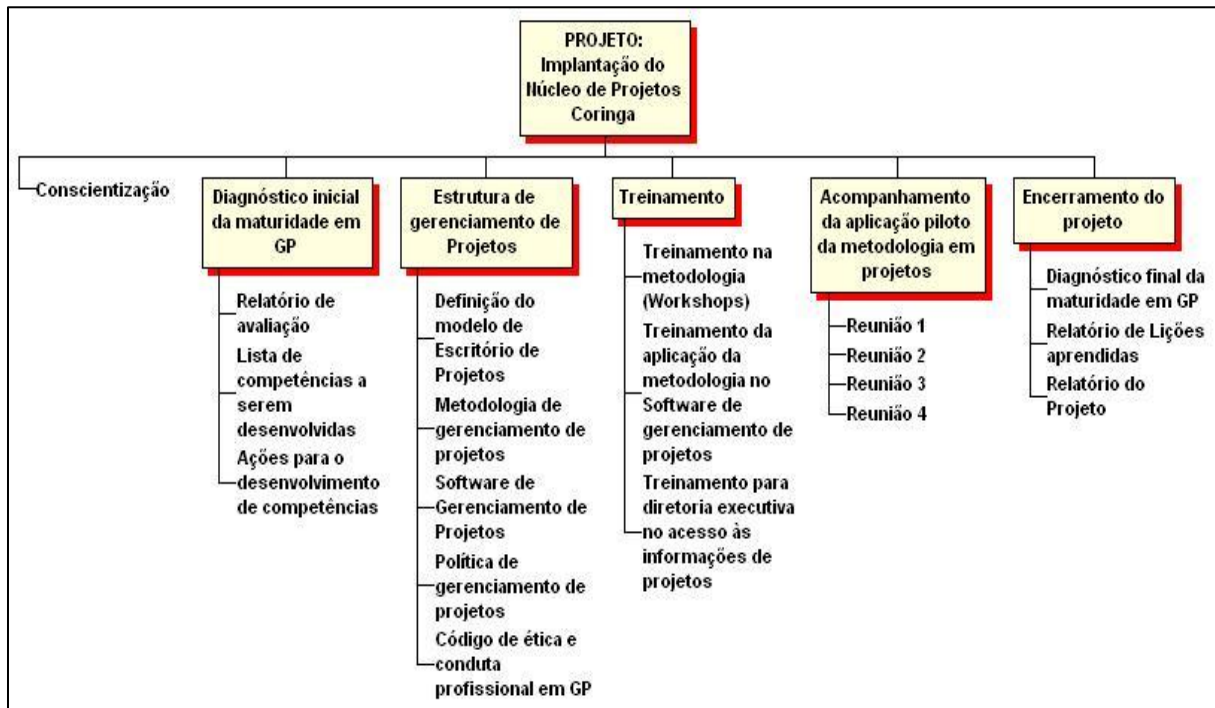 PROJETO:
Implantação do
Núcleo de Projetos
Coringa
Conscientização
Diagnóstico inicial
da maturidade em
GP
Relatório de
avaliação
Lista de
competências a
serem
desenvolvidas
Ações para o
desenvolvimento
de competências
Estrutura de
gerenciamento de
Projetos
Definição do
modelo de
Escritório de
Projetos
Metodologia de
gerenciamento de
projetos
Software de
Gerenciamento de
Projetos
Política de
gerenciamento de
projetos
Código de ética e
conduta
profissional em GP
Treinamento
Treinamento na
metodologia
(Workshops)
Treinamento da
aplicação da
metodologia no
Software de
gerenciamento de
projetos
Treinamento para
diretoria executiva
no acesso às
informações de
projetos
Acompanhamento
da aplicação piloto
da metodologia em
projetos
Reunião 1
Reunião 2
Reunião 3
Reunião 4
Encerramento do
projeto
Diagnóstico final da
maturidade em GP
Relatório de Lições
aprendidas
Relatório do
Projeto